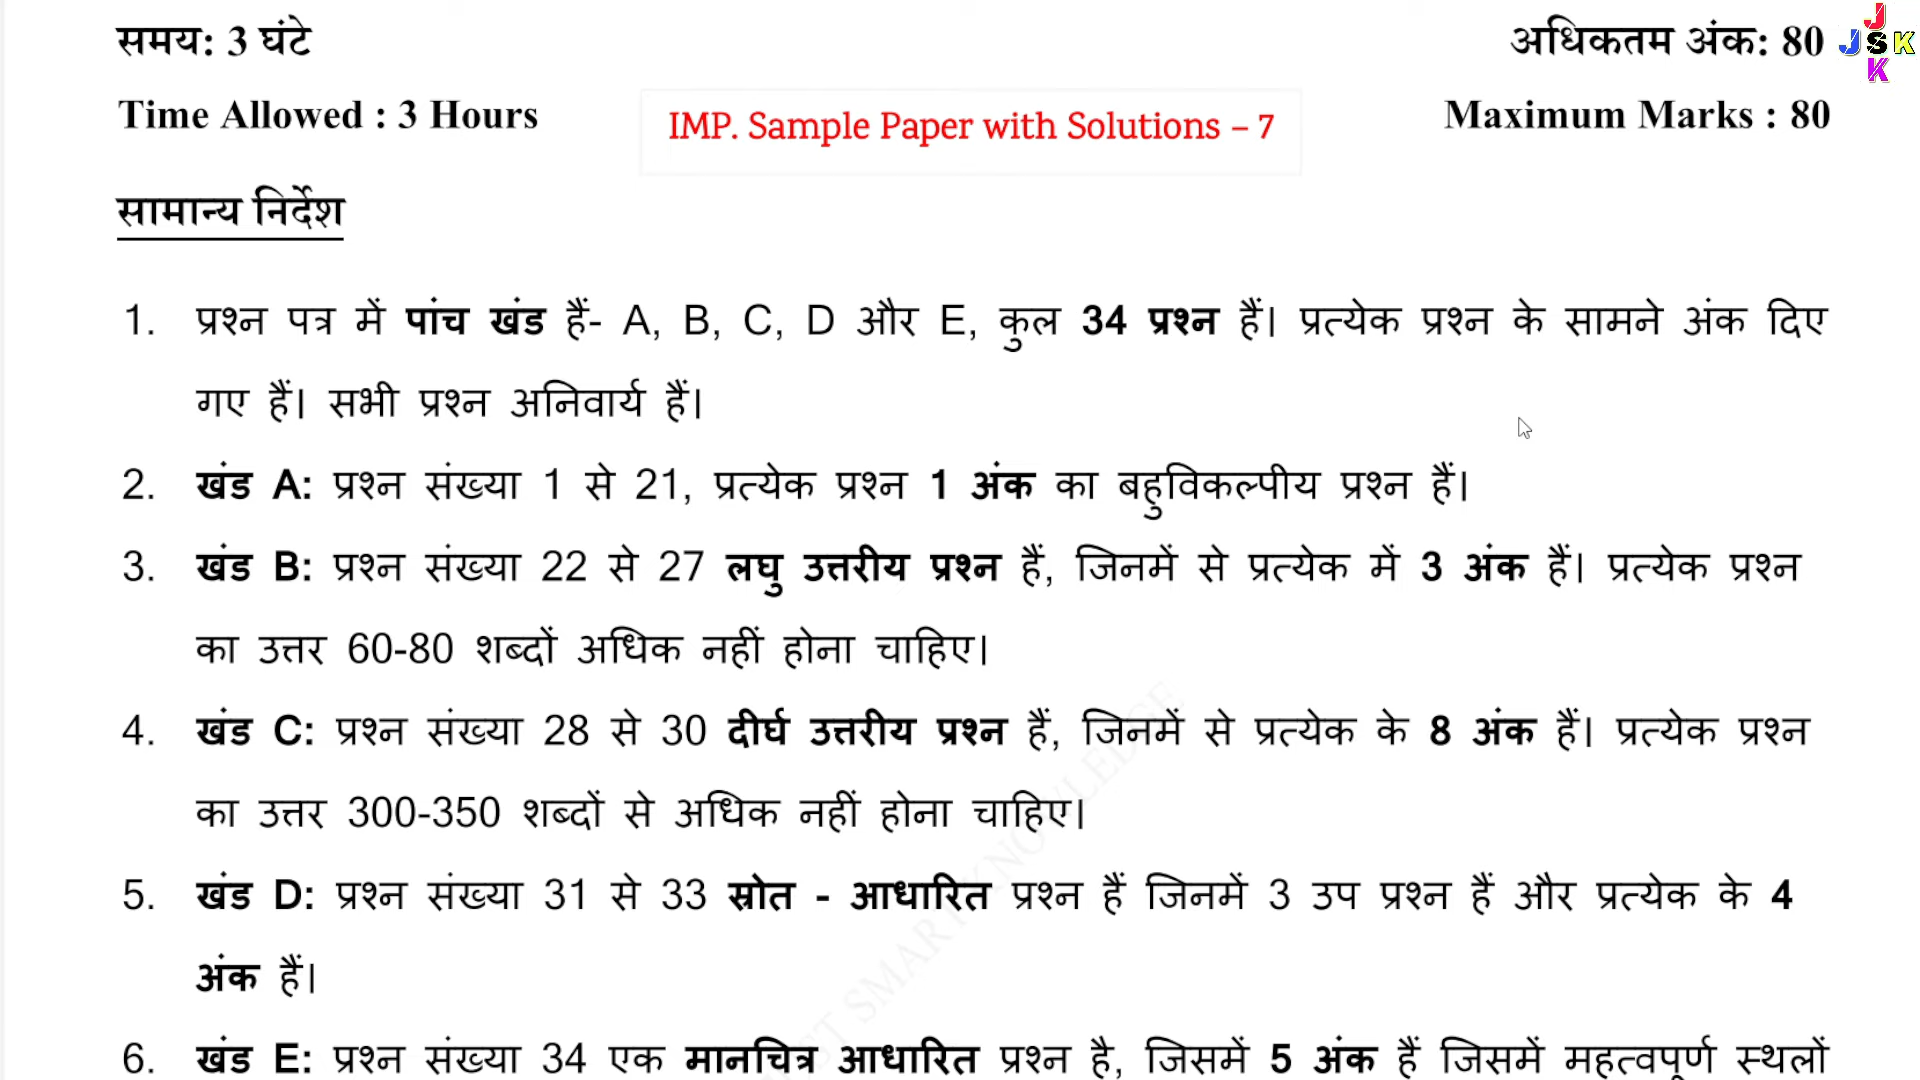 समय: 3 घंटे
अधिकतम अंक: 80
J
J S K
K
Time Allowed : 3 Hours
IMP. Sample Paper with Solutions – 7
Maximum Marks : 80
सामान्य निर्देश
1. प्रश्न पत्र में पांच खंड हैं- A, B, C, D और E, कुल 34 प्रश्न हैं। प्रत्येक प्रश्न के सामने अंक दिए
गए हैं। सभी प्रश्न अनिवार्य हैं।
2. खंड A: प्रश्न संख्या 1 से 21, प्रत्येक प्रश्न 1 अंक का बहुविकल्पीय प्रश्न हैं।
3. खंड B: प्रश्न संख्या 22 से 27 लघु उत्तरीय प्रश्न हैं, जिनमें से प्रत्येक में 3 अंक हैं। प्रत्येक प्रश्न
का उत्तर 60-80 शब्दों अधिक नहीं होना चाहिए।
4. खंड C: प्रश्न संख्या 28 से 30 दीर्घ उत्तरीय प्रश्न हैं, जिनमें से प्रत्येक के 8 अंक हैं। प्रत्येक प्रश्न
का उत्तर 300-350 शब्दों से अधिक नहीं होना चाहिए।
5. खंड D: प्रश्न संख्या 31 से 33 स्रोत - आधारित प्रश्न हैं जिनमें 3 उप प्रश्न हैं और प्रत्येक के 4
अंक हैं।
6. खंड E: प्रश्न संख्या 34 एक मानचित्र आधारित प्रश्न है, जिसमें 5 अंक हैं जिसमें महत्वपूर्ण स्थलों
SMART KNOWLEDGE